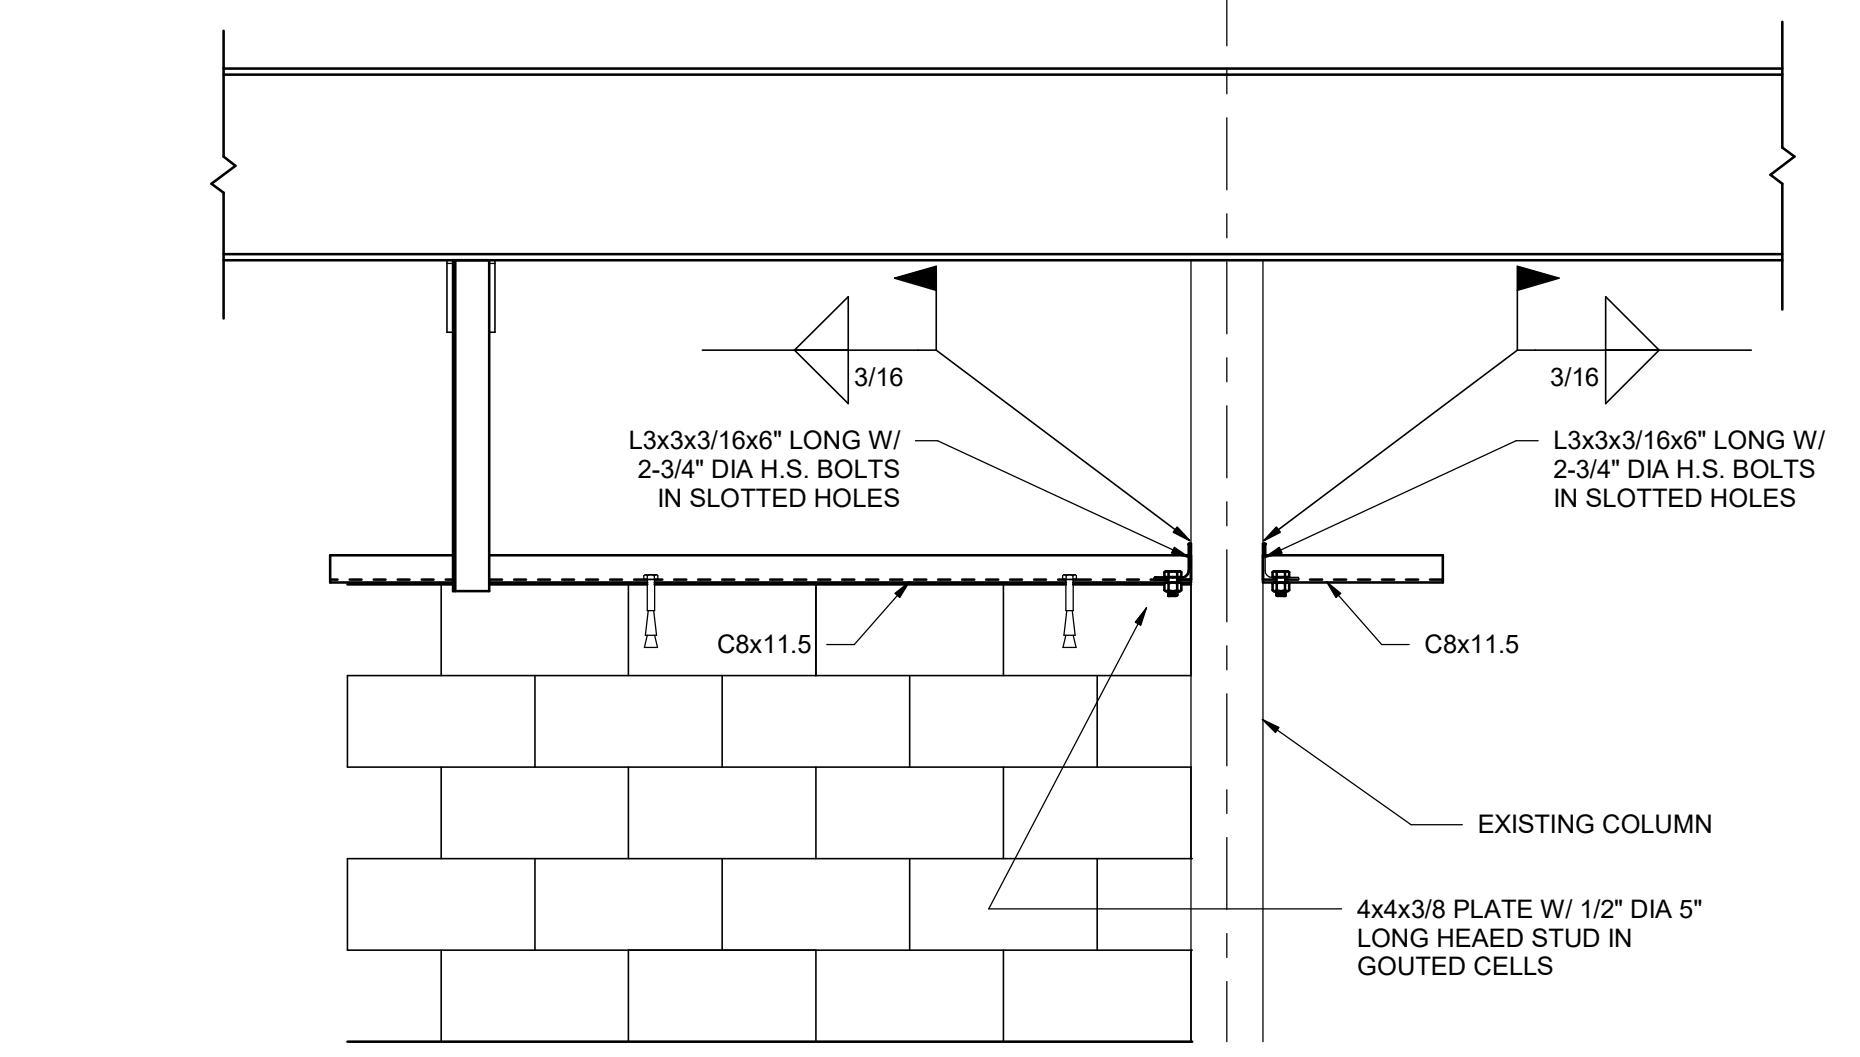 3/16
3/16
L3x3x3/16x6" LONG W/
2-3/4" DIA H.S. BOLTS
IN SLOTTED HOLES
L3x3x3/16x6" LONG W/
2-3/4" DIA H.S. BOLTS
IN SLOTTED HOLES
C8x11.5
C8x11.5
EXISTING COLUMN
4x4x3/8 PLATE W/ 1/2" DIA 5"
LONG HEAED STUD IN
GOUTED CELLS